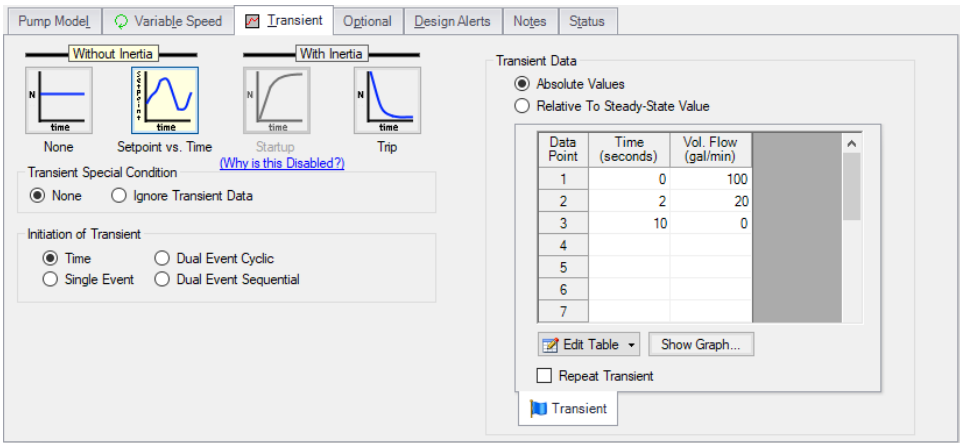 Pump Model Variable Speed Transient Optional Design Alerts Notes Status
Without Inertia With Inertia
N
time
None
Setpoint
time
Setpoint vs. Time
N
time
Startup
(Why is this Disabled?)
N
time
Trip
Transient Special Condition
None Ignore Transient Data
Initiation of Transient
Time Dual Event Cyclic
Single Event Dual Event Sequential
Transient Data
Absolute Values
Relative To Steady-State Value
Data Time Vol. Flow
Point (seconds) (gal/min)
1 0 100
2 2 20
3 10 0
4
5
6
7
Edit Table Show Graph...
Repeat Transient
Transient